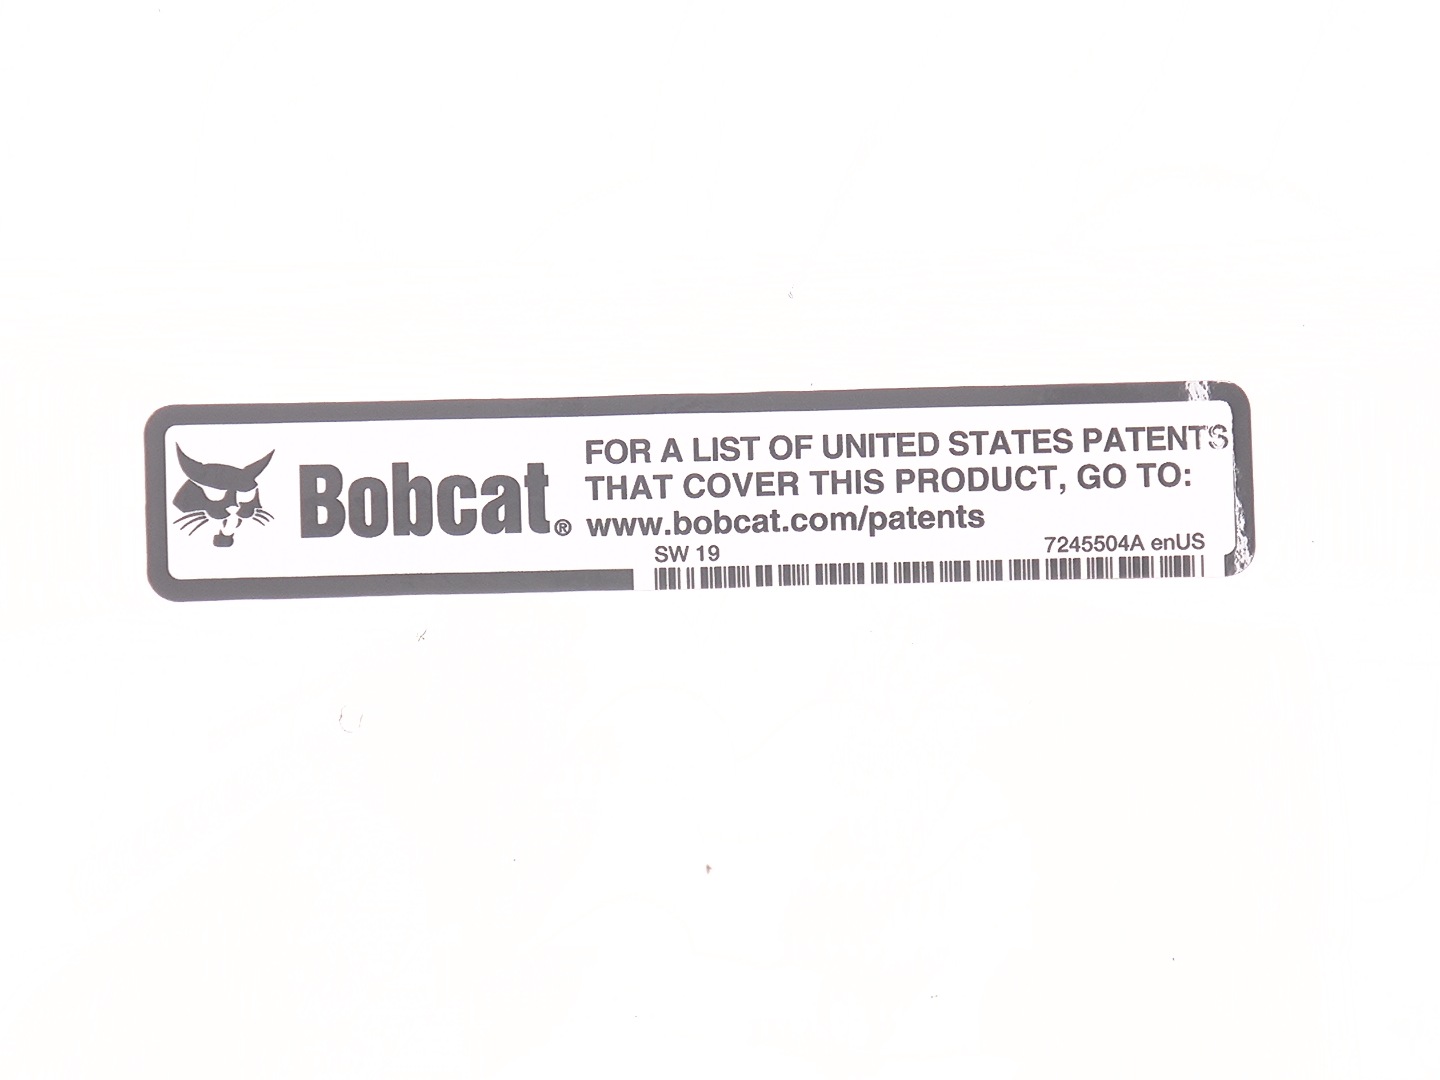 Bobcat®
FOR A LIST OF UNITED STATES PATENTS
THAT COVER THIS PRODUCT, GO TO:
www.bobcat.com/patents
SW 19
7245504A enUS